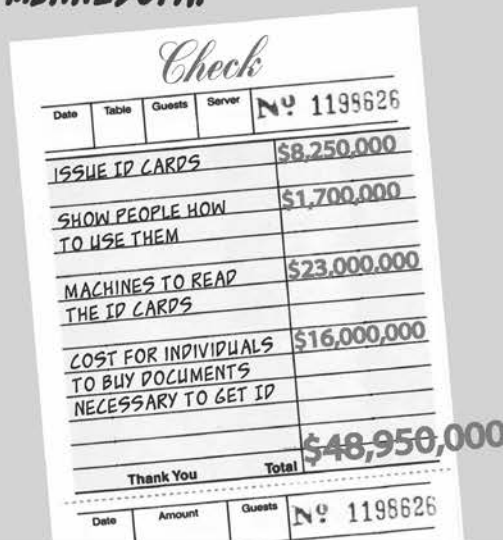 MINNESOTA!
Check
Date Table Guests Server Nº 1198626
ISSUE ID CARDS $8,250,000
SHOW PEOPLE HOW $1,700,000
TO USE THEM
MACHINES TO READ $23,000,000
THE ID CARDS
COST FOR INDIVIDUALS $16,000,000
TO BUY DOCUMENTS
NECESSARY TO GET ID
Thank You Total $48,950,000
Date Amount Guests Nº 1198626